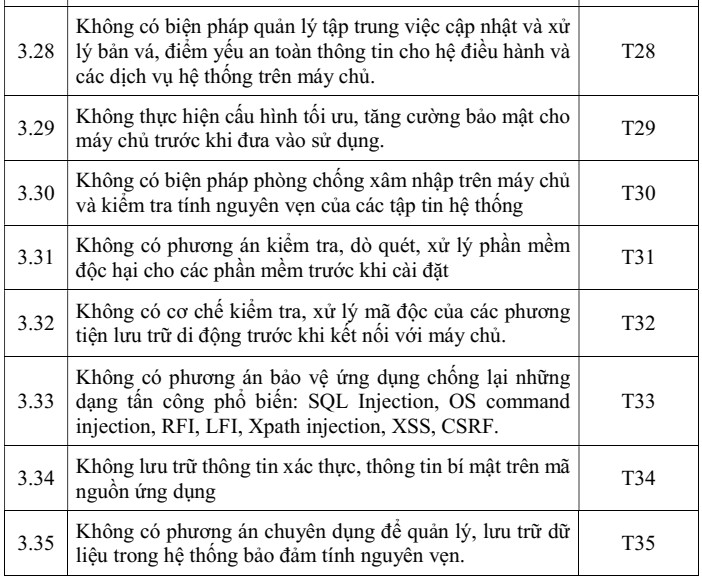 3.28
Không có biện pháp quản lý tập trung việc cập nhật và xử
lý bản vá, điểm yếu an toàn thông tin cho hệ điều hành và
các dịch vụ hệ thống trên máy chủ.
T28
3.29
Không thực hiện cấu hình tối ưu, tăng cường bảo mật cho
máy chủ trước khi đưa vào sử dụng.
T29
3.30
Không có biện pháp phòng chống xâm nhập trên máy chủ
và kiểm tra tính nguyên vẹn của các tập tin hệ thống
T30
3.31
Không có phương án kiểm tra, dò quét, xử lý phần mềm
độc hại cho các phần mềm trước khi cài đặt
T31
3.32
Không có cơ chế kiểm tra, xử lý mã độc của các phương
tiện lưu trữ di động trước khi kết nối với máy chủ.
T32
3.33
Không có phương án bảo vệ ứng dụng chống lại những
dạng tấn công phổ biến: SQL Injection, OS command
injection, RFI, LFI, Xpath injection, XSS, CSRF.
T33
3.34
Không lưu trữ thông tin xác thực, thông tin bí mật trên mã
nguồn ứng dụng
T34
3.35
Không có phương án chuyên dụng để quản lý, lưu trữ dữ
liệu trong hệ thống bảo đảm tính nguyên vẹn.
T35